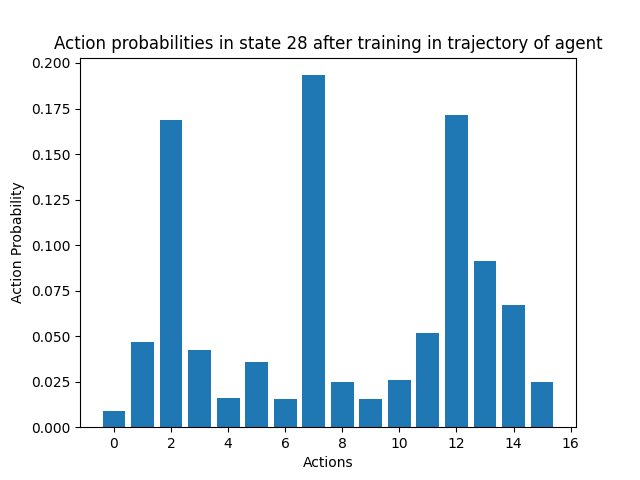 Action probabilities in state 28 after training in trajectory of agent
0.200
0.175
0.150
0.125
0.100
0.075
0.050
0.025
0.000
Action Probability
0 2 4 6 8 10 12 14 16
Actions